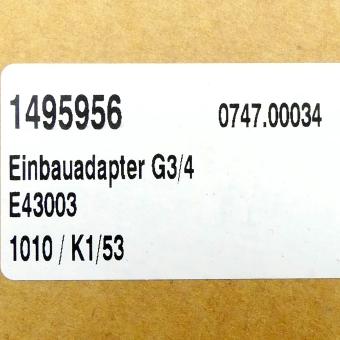 1495956 0747.00034
Einbauadapter G3/4
E43003
1010 / K1/53